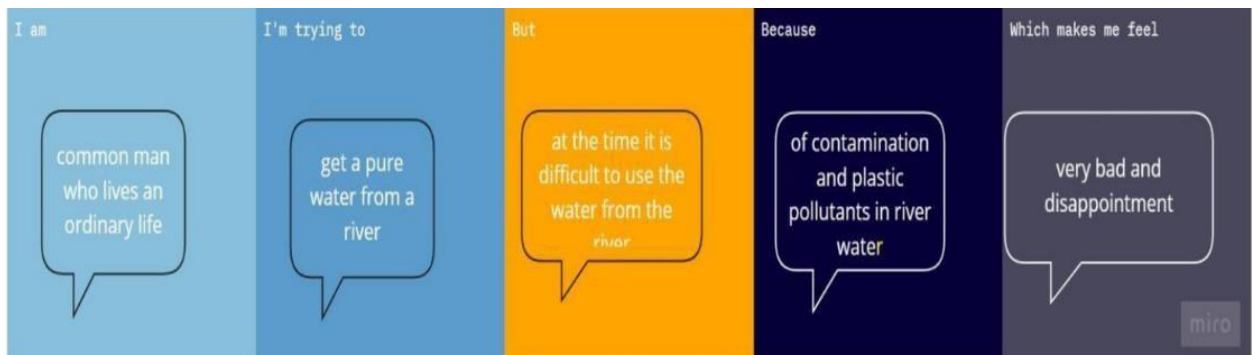 I am
common man
who lives an
ordinary life
I'm trying to
get a pure
water from a
river
But
at the time it is
difficult to use the
water from the
river
Because
of contamination
and plastic
pollutants in river
water
Which makes me feel
very bad and
disappointment
miro